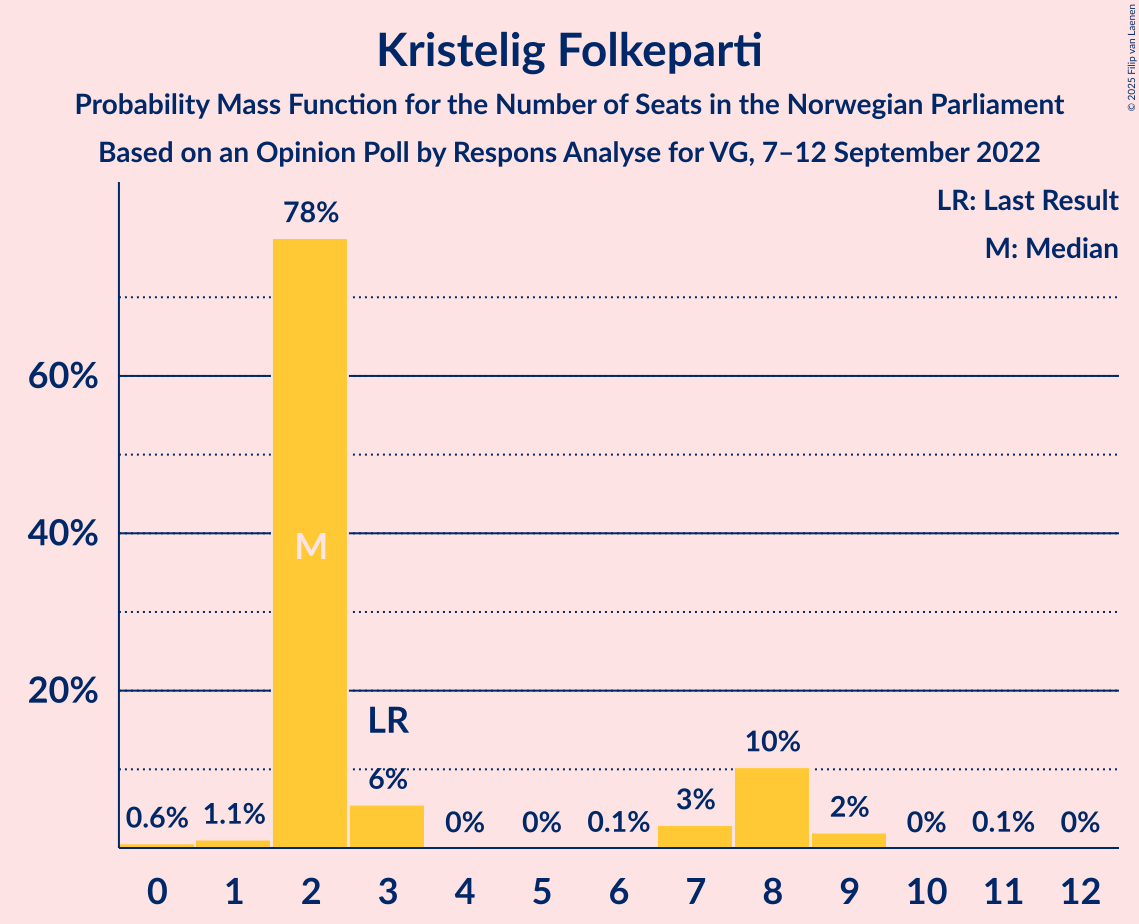 Kristelig Folkeparti
Probability Mass Function for the Number of Seats in the Norwegian Parliament
Based on an Opinion Poll by Respons Analyse for VG, 7–12 September 2022
© 2025 Filip van Laenen
LR: Last Result
M: Median
78%
60%
40%
M
20%
LR
10%
6%
3%
2%
1.1%
0.6%
0%
0%
0.1%
0%
0.1%
0%
0 1 2 3 4 5 6 7 8 9 10 11 12